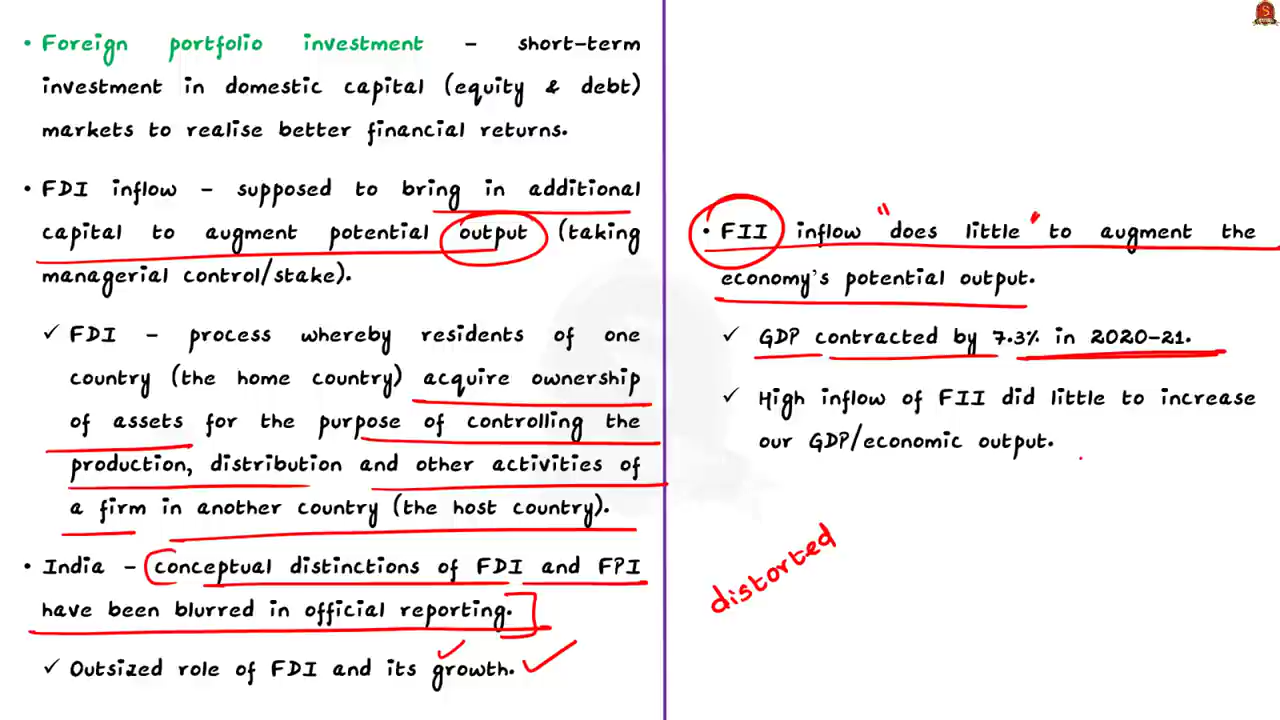 • Foreign portfolio investment – short-term
investment in domestic capital (equity & debt)
markets to realise better financial returns.
• FDI inflow – supposed to bring in additional
capital to augment potential output (taking
managerial control/stake).
✓ FDI – process whereby residents of one
country (the home country) acquire ownership
of assets for the purpose of controlling the
production, distribution and other activities of
a firm in another country (the host country).
• India – conceptual distinctions of FDI and FPI
have been blurred in official reporting.
✓ Outsized role of FDI and its growth.
• FII inflow "does little" to augment the
economy's potential output.
✓ GDP contracted by 7.3% in 2020-21.
✓ High inflow of FII did little to increase
our GDP/economic output.
distorted